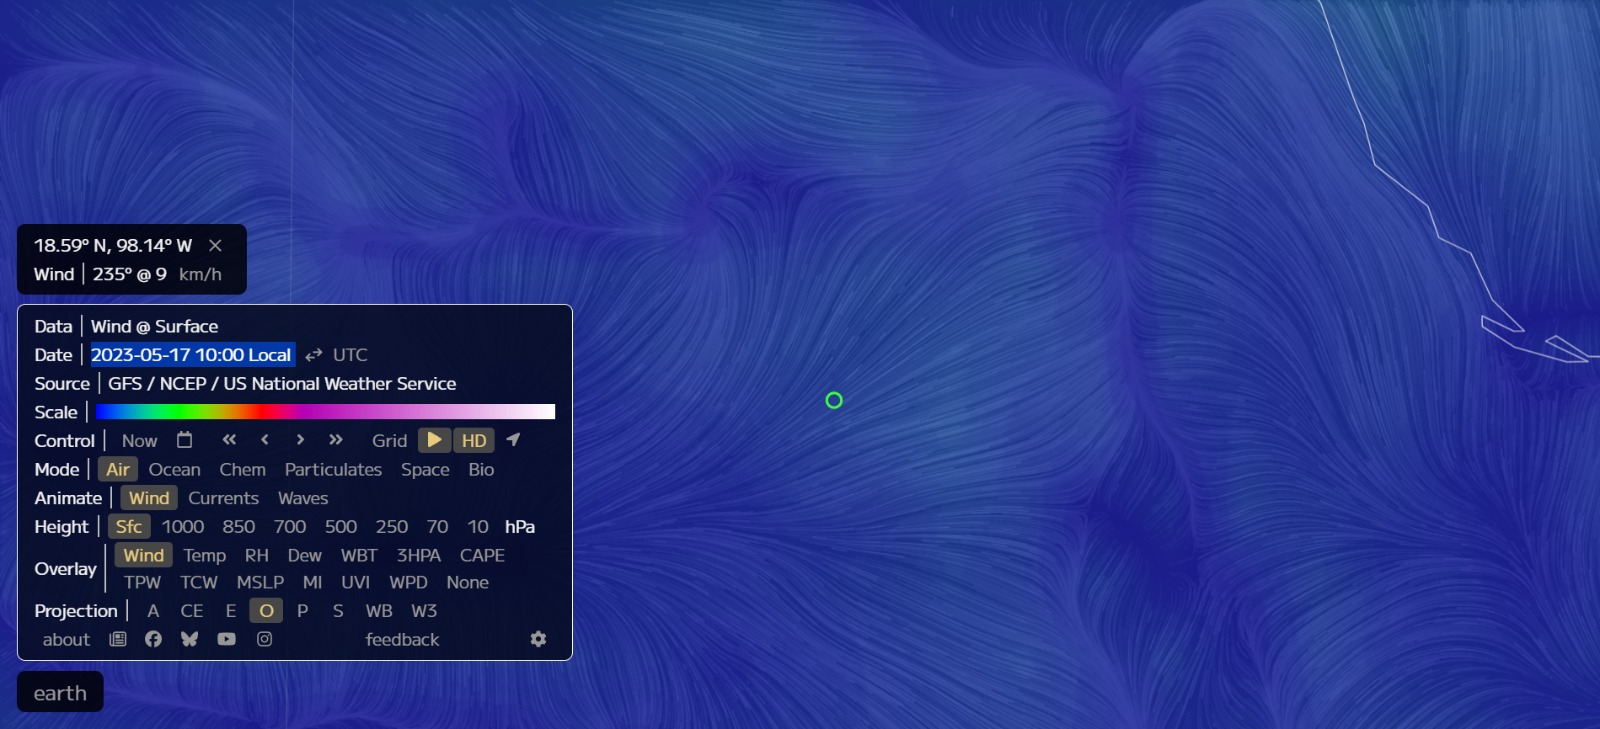 18.59° N, 98.14° W ×
Wind | 235° @ 9 km/h
Data | Wind @ Surface
Date | 2023-05-17 10:00 Local ⇄ UTC
Source | GFS / NCEP / US National Weather Service
Scale |
Control | Now « ‹ › » Grid ▶ HD
Mode | Air Ocean Chem Particulates Space Bio
Animate | Wind Currents Waves
Height | Sfc 1000 850 700 500 250 70 10 hPa
Overlay | Wind Temp RH Dew WBT 3HPA CAPE
TPW TCW MSLP MI UVI WPD None
Projection | A CE E O P S WB W3
about feedback
earth